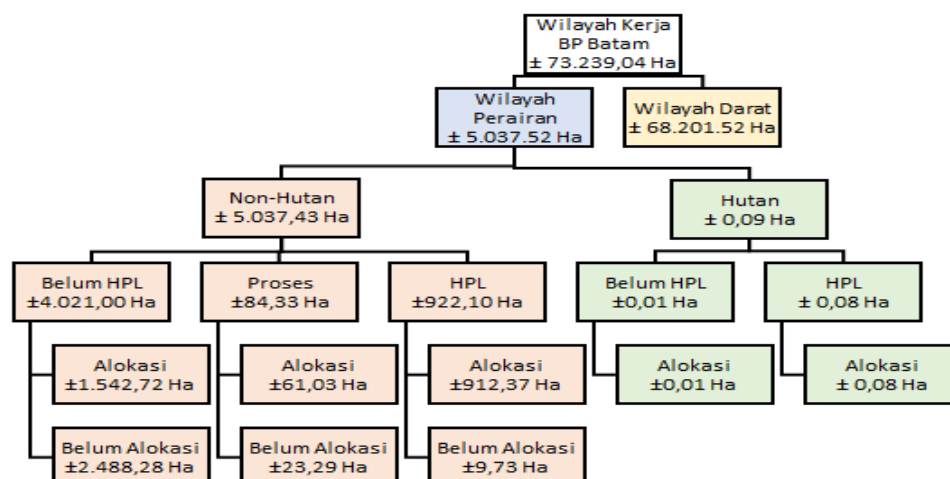 Wilayah Kerja
BP Batam
± 73.239,04 Ha
Wilayah
Perairan
± 5.037.52 Ha
Wilayah Darat
± 68.201.52 Ha
Non-Hutan
± 5.037,43 Ha
Hutan
± 0,09 Ha
Belum HPL
±4.021,00 Ha
Proses
±84,33 Ha
HPL
±922,10 Ha
Belum HPL
±0,01 Ha
HPL
± 0,08 Ha
Alokasi
±1.542,72 Ha
Alokasi
±61,03 Ha
Alokasi
±912,37 Ha
Alokasi
±0,01 Ha
Alokasi
± 0,08 Ha
Belum Alokasi
±2.488,28 Ha
Belum Alokasi
±23,29 Ha
Belum Alokasi
±9,73 Ha